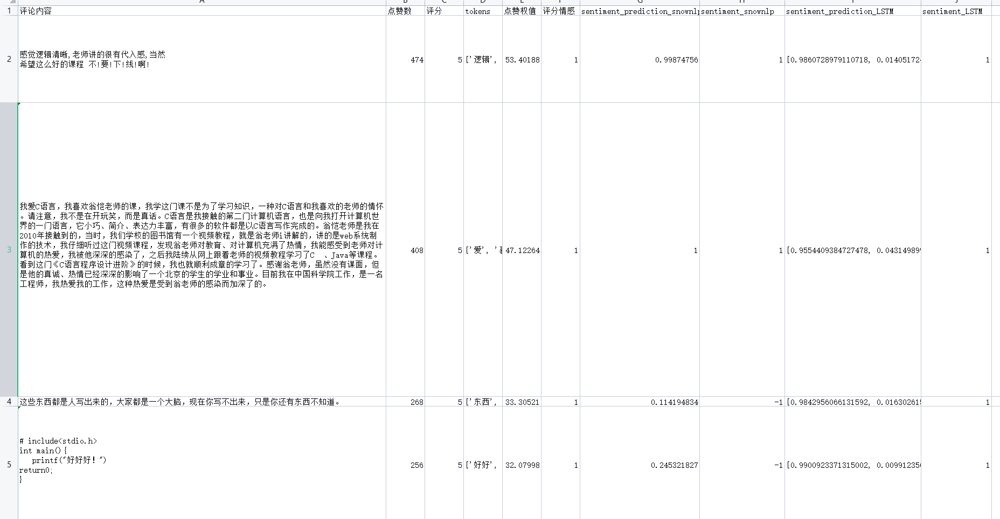 评论内容 点赞数 评分 tokens 点赞权值 评分情感 sentiment_prediction_snownlp sentiment_snownlp sentiment_prediction_LSTM sentiment_LSTM
1
2
感觉逻辑清晰,老师讲的很有代入感,当然
希望这么好的课程 不!要!下!线!啊!
474 5 ['逻辑', 53.40188 1 0.99874756 1 [0.9860728979110718, 0.01405172 1
3
我爱C语言，我喜欢翁恺老师的课，我学这门课不是为了学习知识，一种对C语言和我喜欢的老师的情怀
。请注意，我不是在开玩笑，而是真话。C语言是我接触的第二门计算机语言，也是向我打开计算机世
界的一门语言，它小巧、简介、表达力丰富，有很多的软件都是以C语言写作完成的。翁恺老师是我在
2010年接触到的，当时，我们学校的图书馆有一个视频教程，就是翁老师i讲解的，讲的是web系统制
作的技术，我仔细听过这门视频课程，发现翁老师对教育、对计算机充满了热情，我能感受到老师对计
算机的热爱，我被他深深的感染了，之后我陆续从网上跟着老师的视频教程学习了C  、Java等课程。
看到这门《C语言程序设计进阶》的时候，我也就顺利成章的学习了。感谢翁老师，虽然没有谋面，但
是他的真诚、热情已经深深的影响了一个北京的学生的学业和事业。目前我在中国科学院工作，是一名
工程师，我热爱我的工作，这种热爱是受到翁老师的感染而加深了的。
408 5 ['爱', ' 47.12264 1 1 1 [0.9554409384727478, 0.04314989 1
4 这些东西都是人写出来的，大家都是一个大脑，现在你写不出来，只是你还有东西不知道。 268 5 ['东西', 33.30521 1 0.114194834 -1 [0.9842956066131592, 0.01630261 1
5
# include<stdio.h>
int main(){
   printf("好好好！")
return0;
}
256 5 ['好好', 32.07998 1 0.245321827 -1 [0.9900923371315002, 0.00991235 1